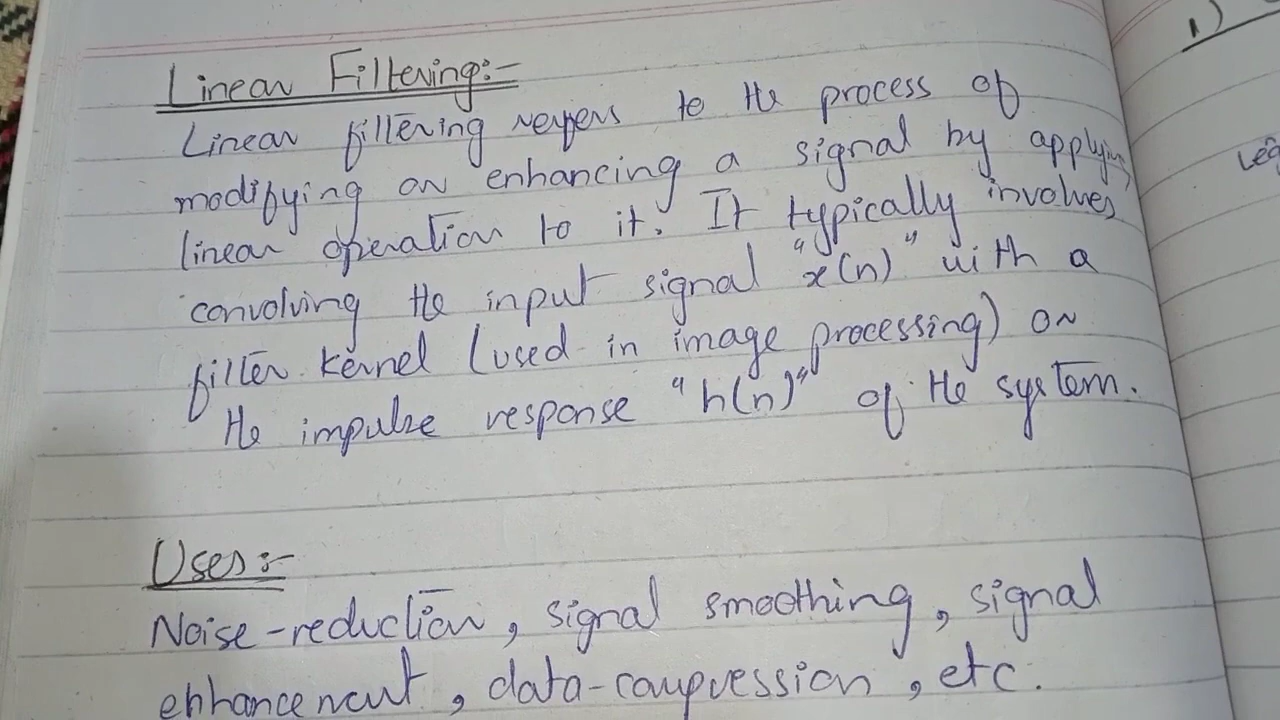 Linear Filtering:-
Linear filtering refers to the process of
modifying or enhancing a signal by applying
linear operation to it. It typically involves
convolving the input signal "x(n)" with a
filter kernel (used in image processing) or
the impulse response "h(n)" of the system.
Uses:-
Noise-reduction, signal smoothing, signal
enhancement, data-compression, etc.
1)